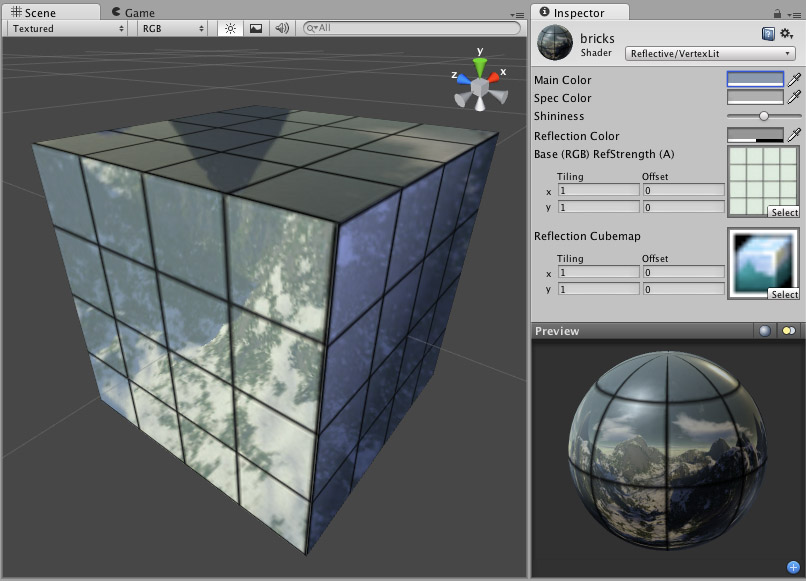 Scene
Game
Textured
RGB
All
y
x
z
Inspector
bricks
Shader
Reflective/VertexLit
Main Color
Spec Color
Shininess
Reflection Color
Base (RGB) RefStrength (A)
Tiling Offset
x 1 0
y 1 0
Select
Reflection Cubemap
Tiling Offset
x 1 0
y 1 0
Select
Preview